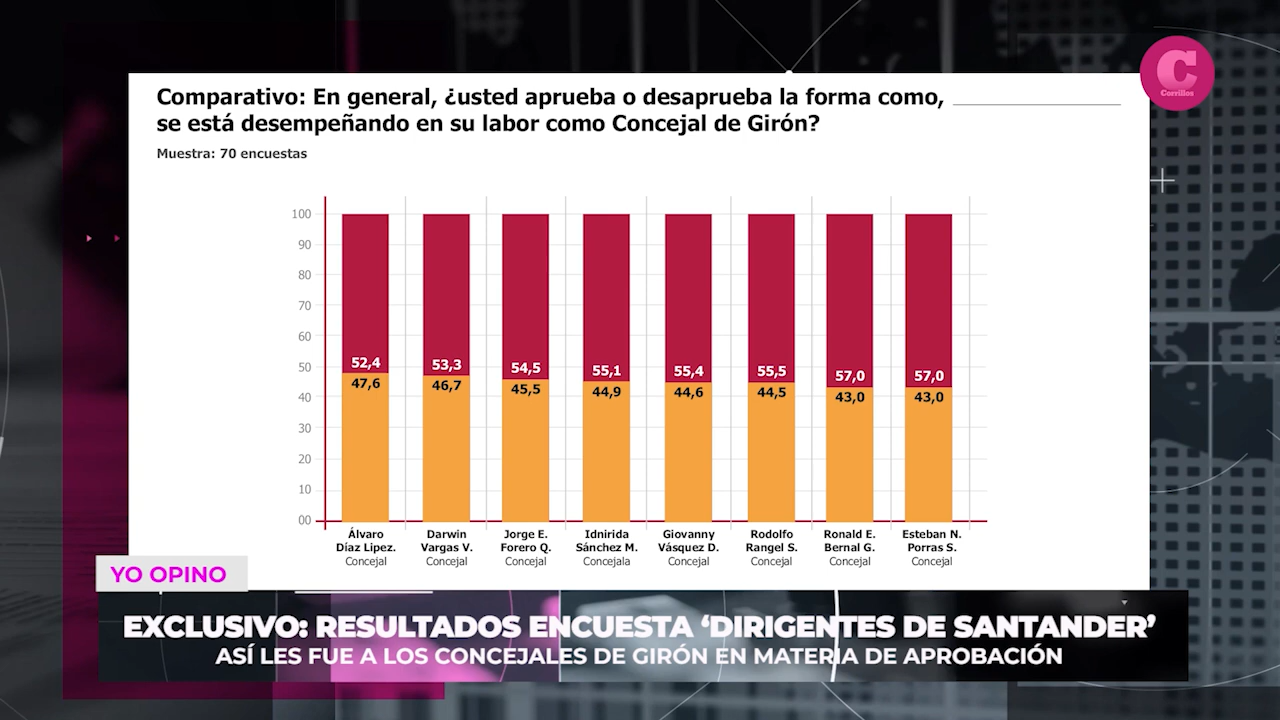 C
Corrillos
Comparativo: En general, ¿usted aprueba o desaprueba la forma como, ____________
se está desempeñando en su labor como Concejal de Girón?
Muestra: 70 encuestas
100
90
80
70
60
50
40
30
20
10
00
52,4 53,3 54,5 55,1 55,4 55,5 57,0 57,0
47,6 46,7 45,5 44,9 44,6 44,5 43,0 43,0
Álvaro Darwin Jorge E. Idnirida Giovanny Rodolfo Ronald E. Esteban N.
Díaz Lipez. Vargas V. Forero Q. Sánchez M. Vásquez D. Rangel S. Bernal G. Porras S.
Concejal Concejal Concejal Concejala Concejal Concejal Concejal Concejal
YO OPINO
EXCLUSIVO: RESULTADOS ENCUESTA ‘DIRIGENTES DE SANTANDER’
ASÍ LES FUE A LOS CONCEJALES DE GIRÓN EN MATERIA DE APROBACIÓN